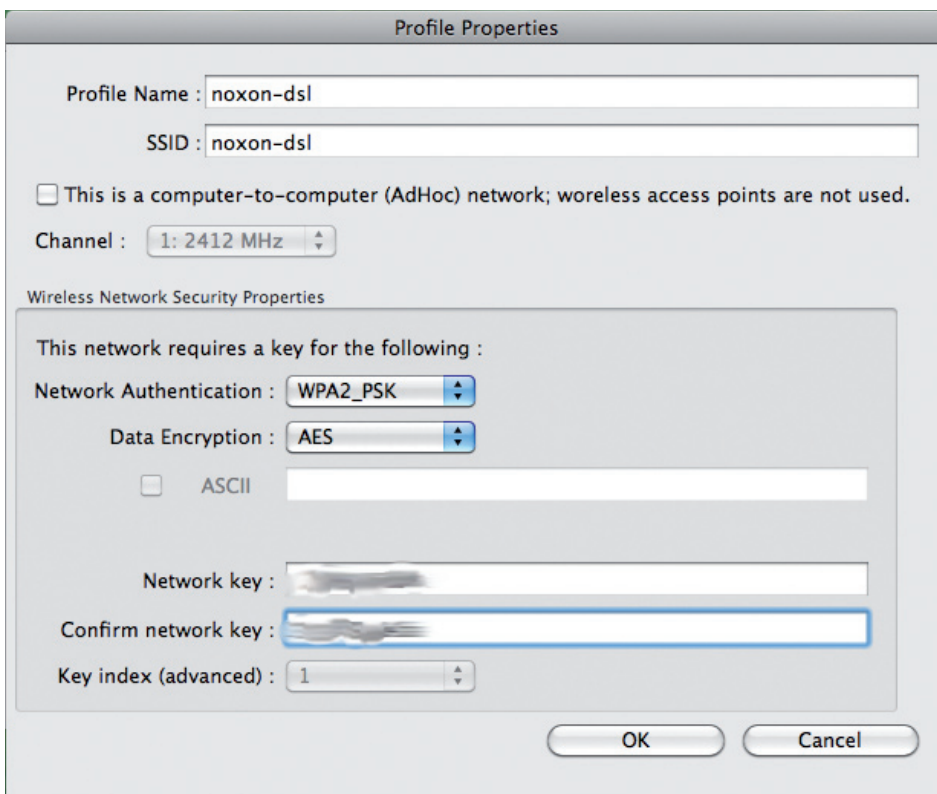 Profile Properties
Profile Name : noxon-dsl
SSID : noxon-dsl
This is a computer-to-computer (AdHoc) network; woreless access points are not used.
Channel : 1: 2412 MHz
Wireless Network Security Properties
This network requires a key for the following :
Network Authentication : WPA2_PSK
Data Encryption : AES
ASCII
Network key :
Confirm network key :
Key index (advanced) : 1
OK Cancel